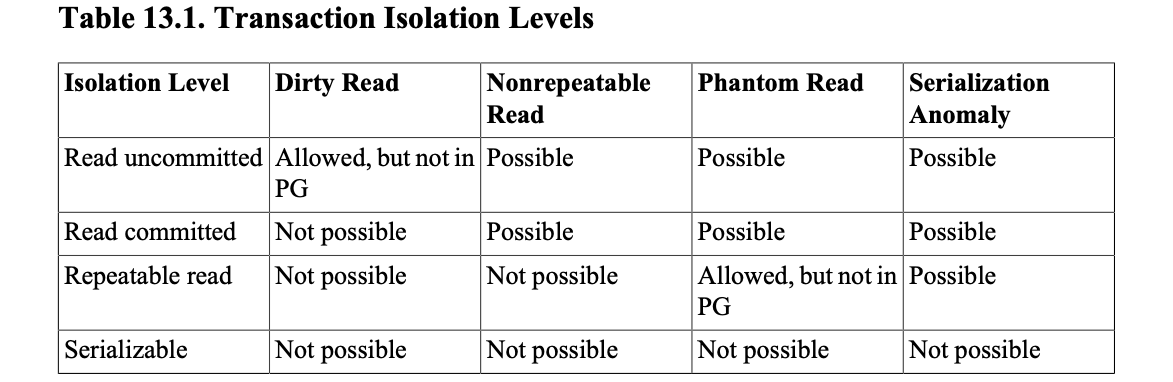 Table 13.1. Transaction Isolation Levels
Isolation Level Dirty Read Nonrepeatable Read Phantom Read Serialization Anomaly
Read uncommitted Allowed, but not in PG Possible Possible Possible
Read committed Not possible Possible Possible Possible
Repeatable read Not possible Not possible Allowed, but not in PG Possible
Serializable Not possible Not possible Not possible Not possible